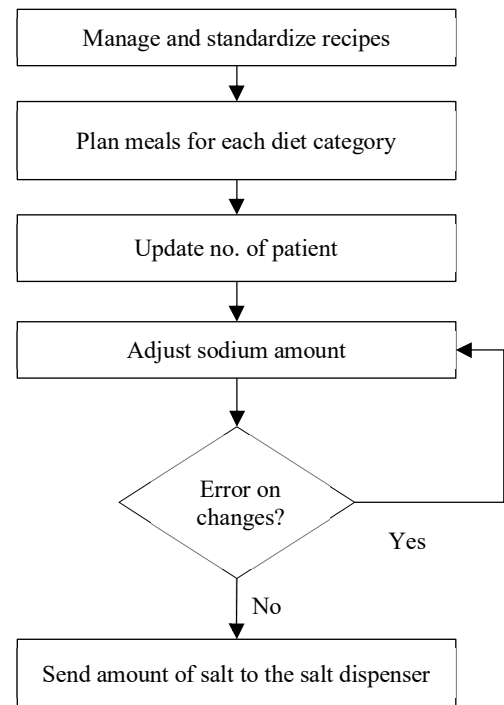 Manage and standardize recipes
Plan meals for each diet category
Update no. of patient
Adjust sodium amount
Error on
changes?
Yes
No
Send amount of salt to the salt dispenser